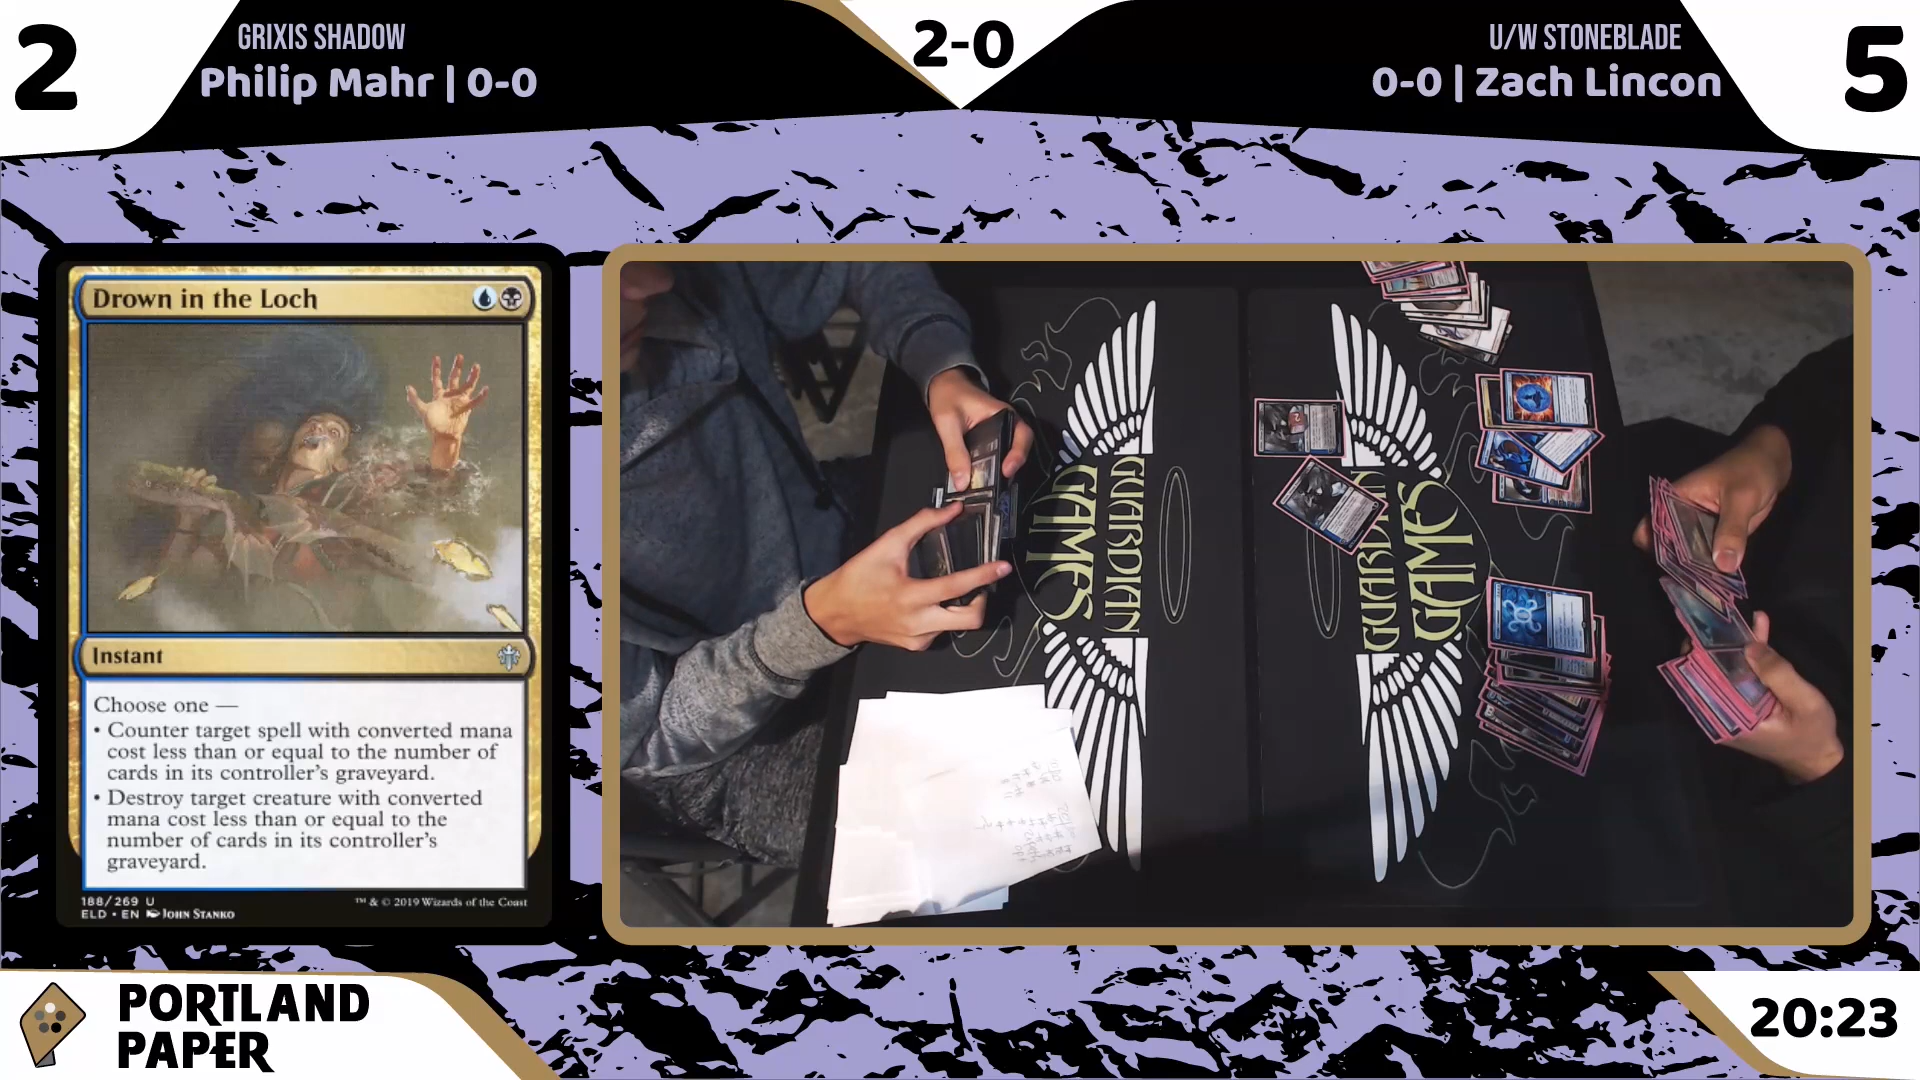 2
GRIXIS SHADOW
Philip Mahr | 0-0
2-0
U/W STONEBLADE
0-0 | Zach Lincon
5
Drown in the Loch
Instant
Choose one —
• Counter target spell with converted mana
cost less than or equal to the number of
cards in its controller's graveyard.
• Destroy target creature with converted
mana cost less than or equal to the
number of cards in its controller's
graveyard.
188/269 U
ELD • EN JOHN STANKO
™ & © 2019 Wizards of the Coast
GUARDIAN
GAMES
GUARDIAN
GAMES
PORTLAND
PAPER
20:23